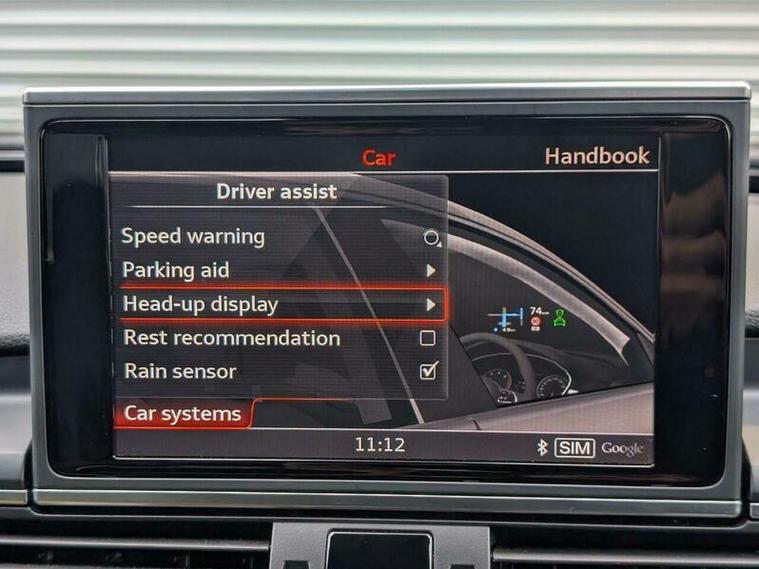 Car
Handbook
Driver assist
Speed warning
Parking aid
Head-up display
Rest recommendation
Rain sensor
Car systems
74
11:12
SIM
Google